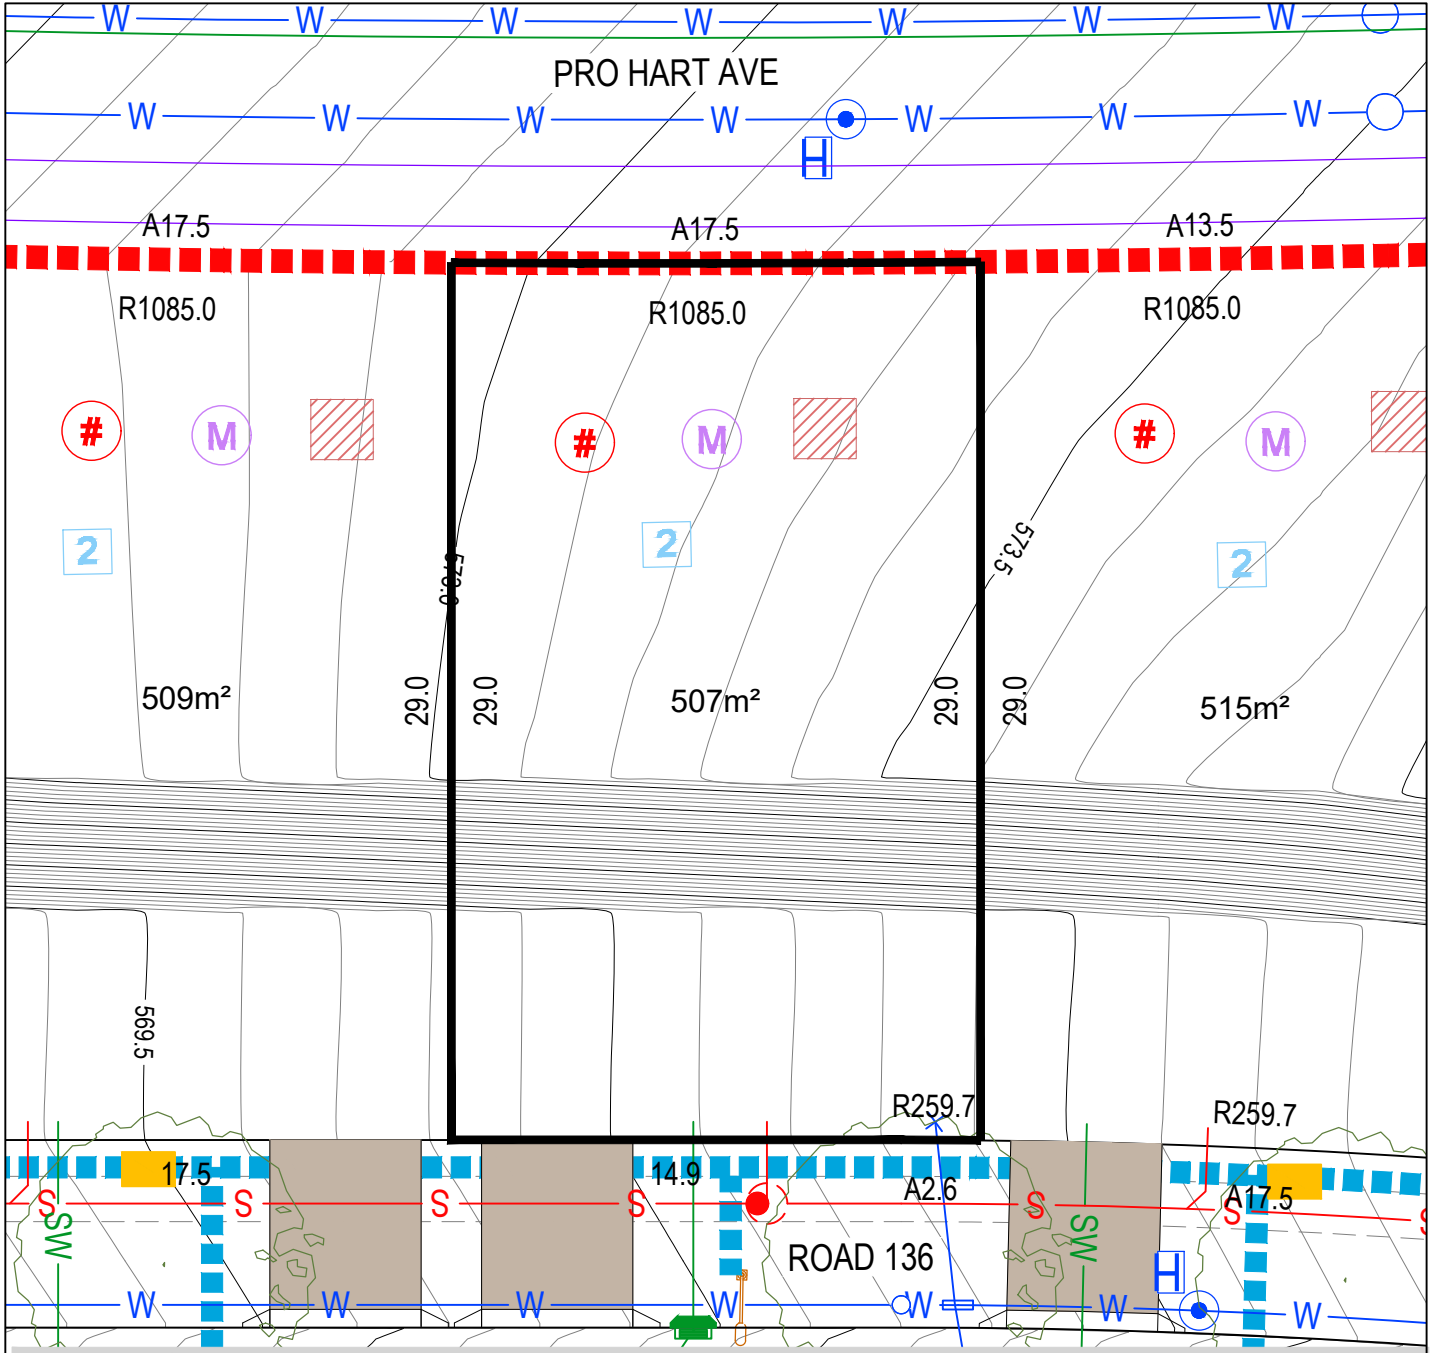 W W W W W W W
PRO HART AVE
W W W W W W W
H
A17.5 A17.5 A13.5
R1085.0 R1085.0 R1085.0
# M # M # M
2 2 2
573.0 573.5
29.0 29.0 29.0 29.0
509m² 507m² 515m²
569.5
R259.7 R259.7
17.5 14.9 A2.6 A17.5
S S S S S S S
SW SW
ROAD 136 H
W W W W W W W